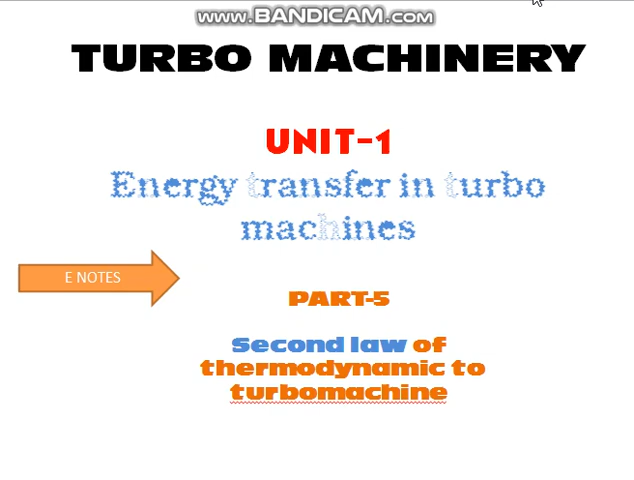 www.BANDICAM.com
TURBO MACHINERY
UNIT-1
Energy transfer in turbo
machines
E NOTES
PART-5
Second law of
thermodynamic to
turbomachine